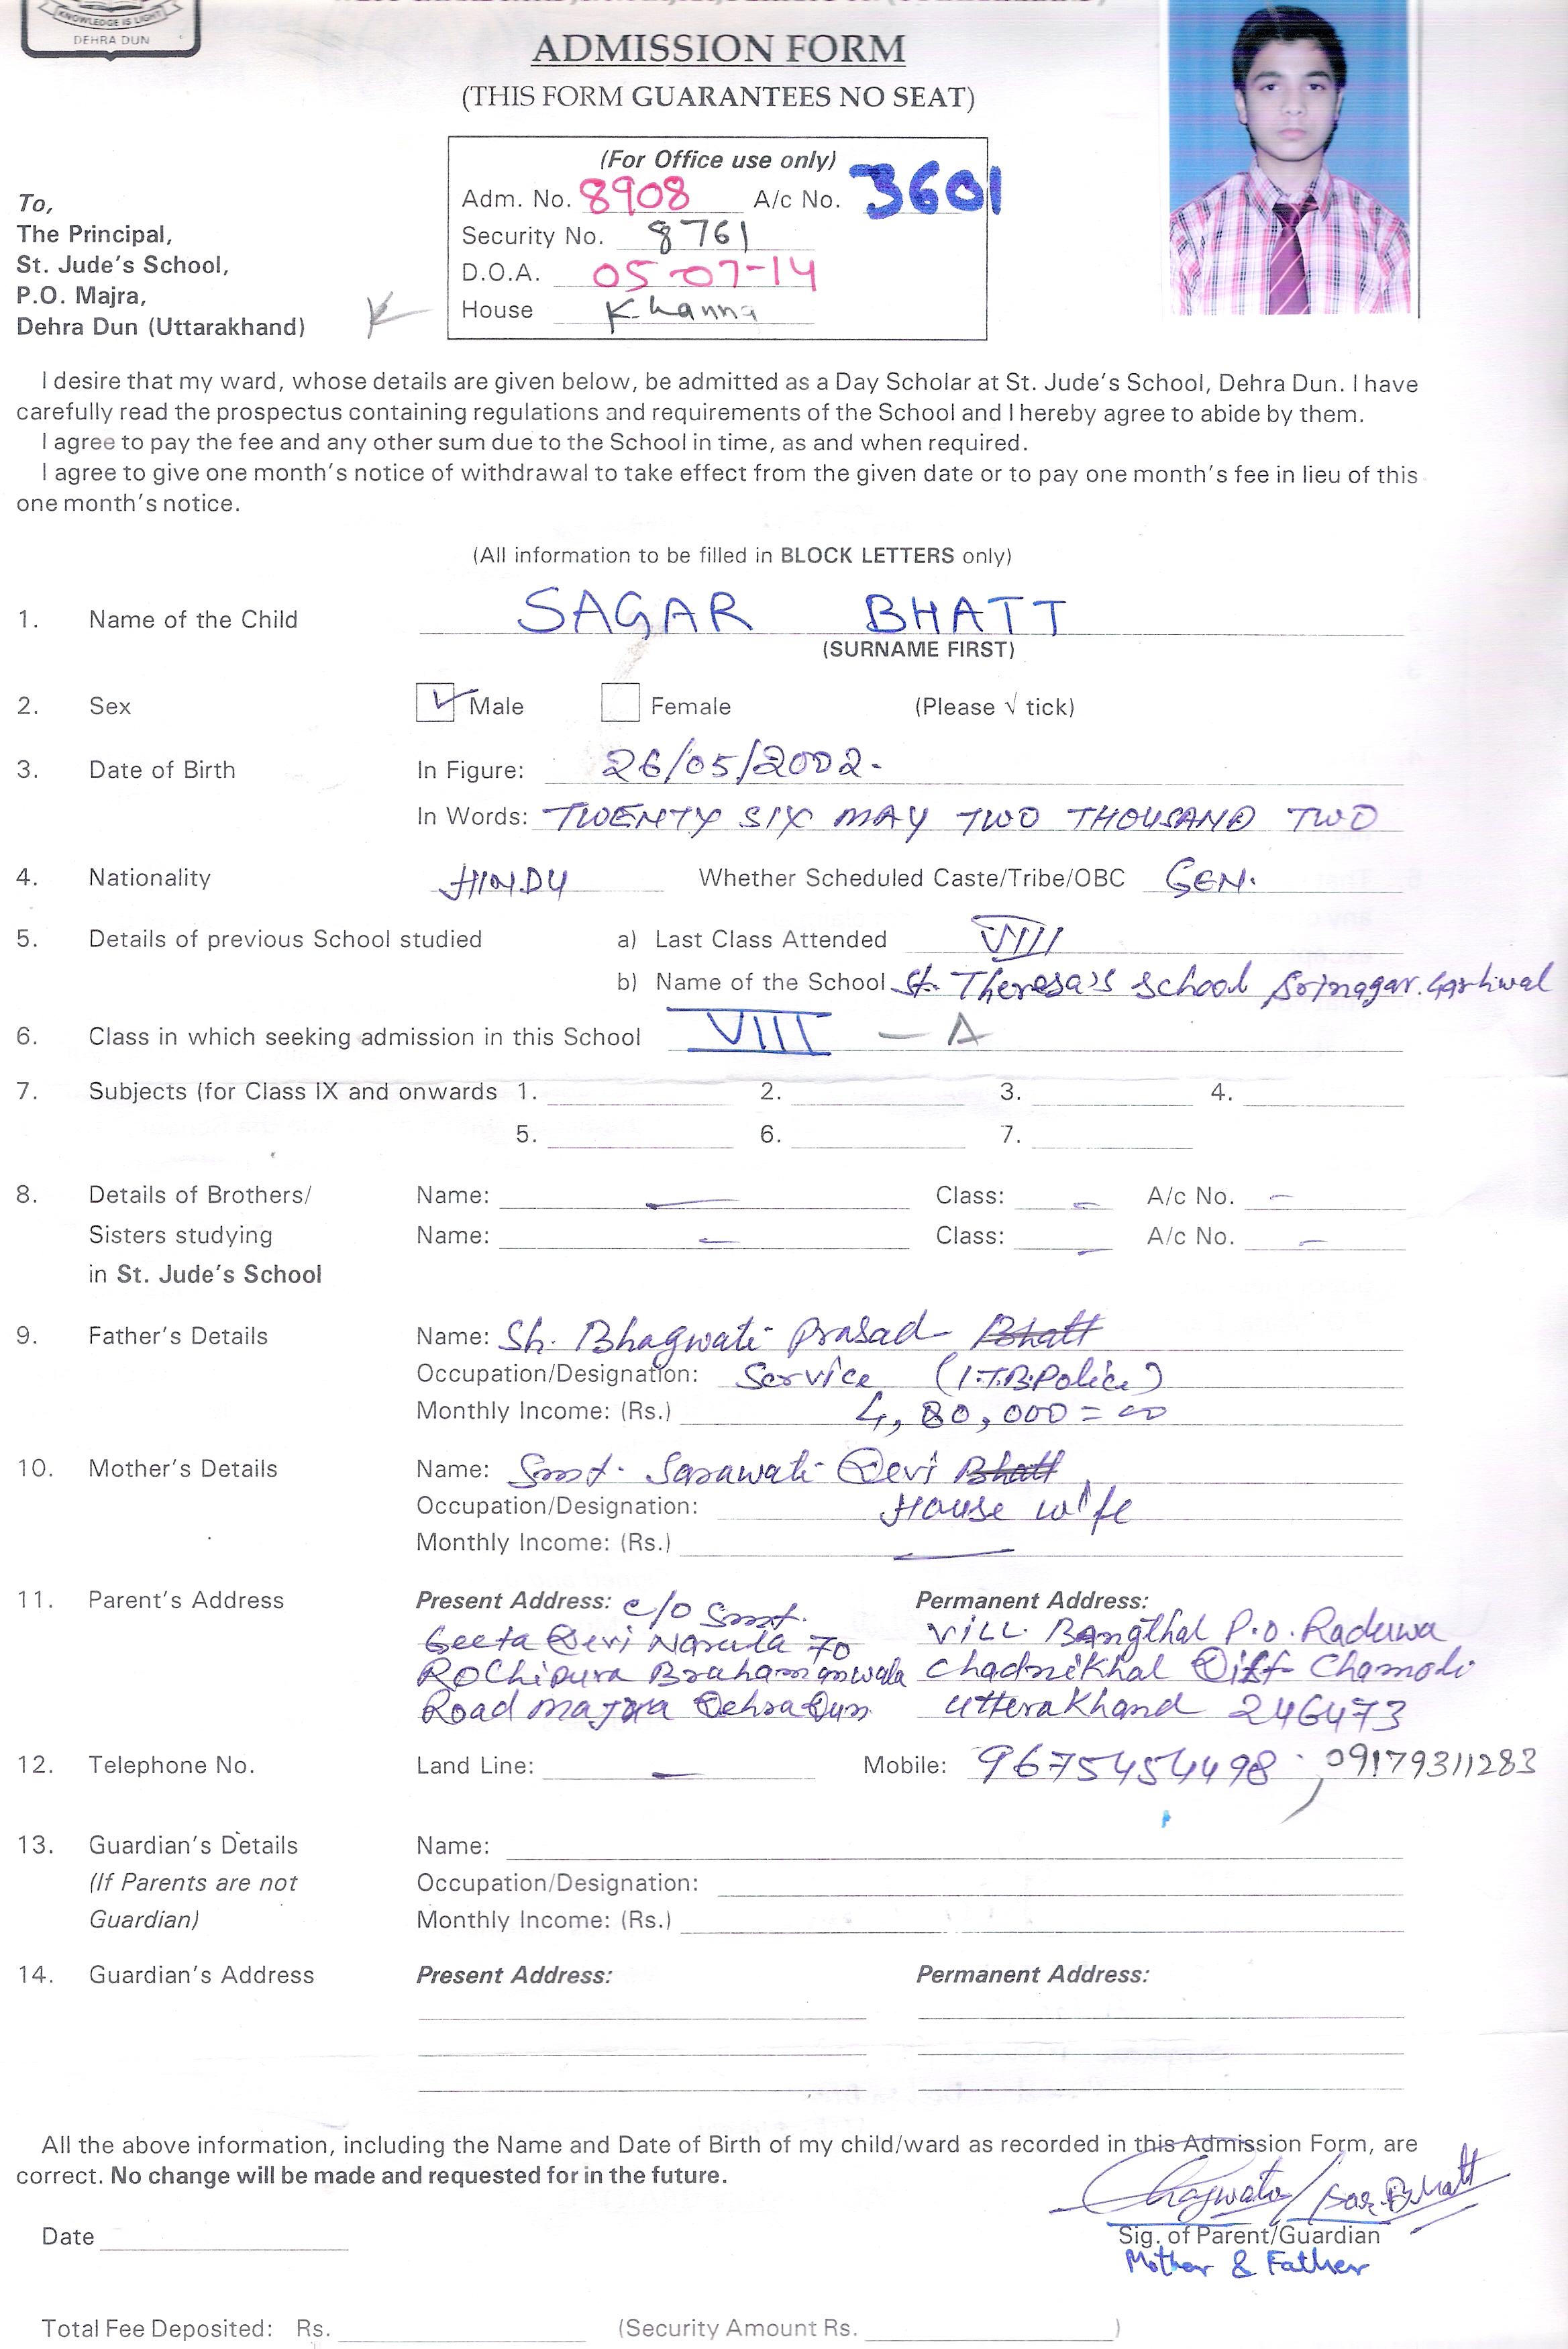 KNOWLEDGE IS LIGHT
DEHRA DUN
ADMISSION FORM
(THIS FORM GUARANTEES NO SEAT)
(For Office use only)
Adm. No. 8908 A/c No. 3601
Security No. 8761
D.O.A. 05-07-14
House Khanna
To,
The Principal,
St. Jude's School,
P.O. Majra,
Dehra Dun (Uttarakhand)
K
I desire that my ward, whose details are given below, be admitted as a Day Scholar at St. Jude's School, Dehra Dun. I have
carefully read the prospectus containing regulations and requirements of the School and I hereby agree to abide by them.
I agree to pay the fee and any other sum due to the School in time, as and when required.
I agree to give one month's notice of withdrawal to take effect from the given date or to pay one month's fee in lieu of this
one month's notice.
(All information to be filled in BLOCK LETTERS only)
1. Name of the Child SAGAR BHATT
(SURNAME FIRST)
2. Sex ✓ Male Female (Please √ tick)
3. Date of Birth In Figure: 26/05/2002.
In Words: TWENTY SIX MAY TWO THOUSAND TWO
4. Nationality HINDU Whether Scheduled Caste/Tribe/OBC GEN.
5. Details of previous School studied a) Last Class Attended VIII
b) Name of the School St. Theresa's School Srinagar. Garhwal
6. Class in which seeking admission in this School VIII - A
7. Subjects (for Class IX and onwards 1. 2. 3. 4.
5. 6. 7.
8. Details of Brothers/ Name: - Class: - A/c No. -
Sisters studying Name: - Class: - A/c No. -
in St. Jude's School
9. Father's Details Name: Sh. Bhagwati Prasad Bhatt
Occupation/Designation: Service (I.T.B.Police)
Monthly Income: (Rs.) 4,80,000 = 00
10. Mother's Details Name: Smt. Sarawati Devi Bhatt
Occupation/Designation: House wife
Monthly Income: (Rs.) -
11. Parent's Address Present Address: c/o Smt. Permanent Address:
Geeta Devi Narula 70 VILL. Bangthal P.O. Raduwa
Rochipura Brahamanwala Chadnikhal Distt Chamoli
Road Majra DehraDun Utterakhand 246473
12. Telephone No. Land Line: - Mobile: 9675454498, 09179311283
13. Guardian's Details Name:
(If Parents are not Occupation/Designation:
Guardian) Monthly Income: (Rs.)
14. Guardian's Address Present Address: Permanent Address:
All the above information, including the Name and Date of Birth of my child/ward as recorded in this Admission Form, are
correct. No change will be made and requested for in the future.
Date
Sig. of Parent/Guardian
Mother & Father
Total Fee Deposited: Rs. (Security Amount Rs. )